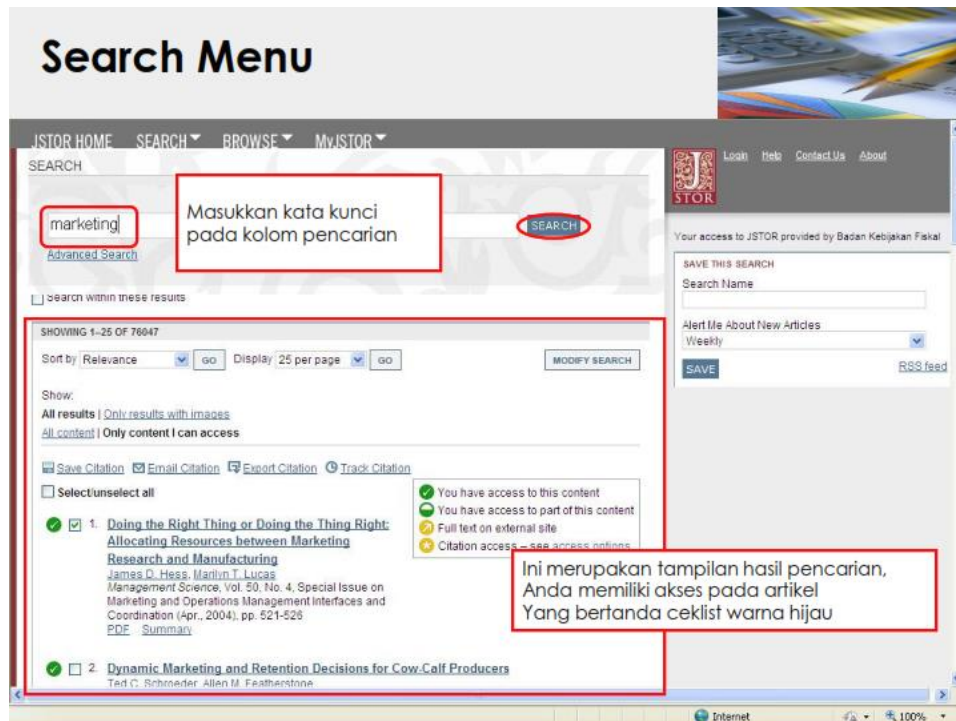 Search Menu
JSTOR HOME SEARCH BROWSE MyJSTOR
SEARCH
marketing
Masukkan kata kunci
pada kolom pencarian
SEARCH
Advanced Search
Search within these results
JSTOR
Login Help Contact Us About
Your access to JSTOR provided by Badan Kebijakan Fiskal
SAVE THIS SEARCH
Search Name
Alert Me About New Articles
Weekly
SAVE RSS feed
SHOWING 1-25 OF 76047
Sort by Relevance GO Display 25 per page GO MODIFY SEARCH
Show:
All results | Only results with images
All content | Only content I can access
Save Citation Email Citation Export Citation Track Citation
Select/unselect all
You have access to this content
You have access to part of this content
Full text on external site
Citation access – see access options
1. Doing the Right Thing or Doing the Thing Right:
Allocating Resources between Marketing
Research and Manufacturing
James D. Hess, Marilyn T. Lucas
Management Science, Vol. 50, No. 4, Special Issue on
Marketing and Operations Management Interfaces and
Coordination (Apr., 2004), pp. 521-526
PDF Summary
Ini merupakan tampilan hasil pencarian,
Anda memiliki akses pada artikel
Yang bertanda ceklist warna hijau
2. Dynamic Marketing and Retention Decisions for Cow-Calf Producers
Ted C. Schroeder, Allen M. Featherstone
Internet 100%